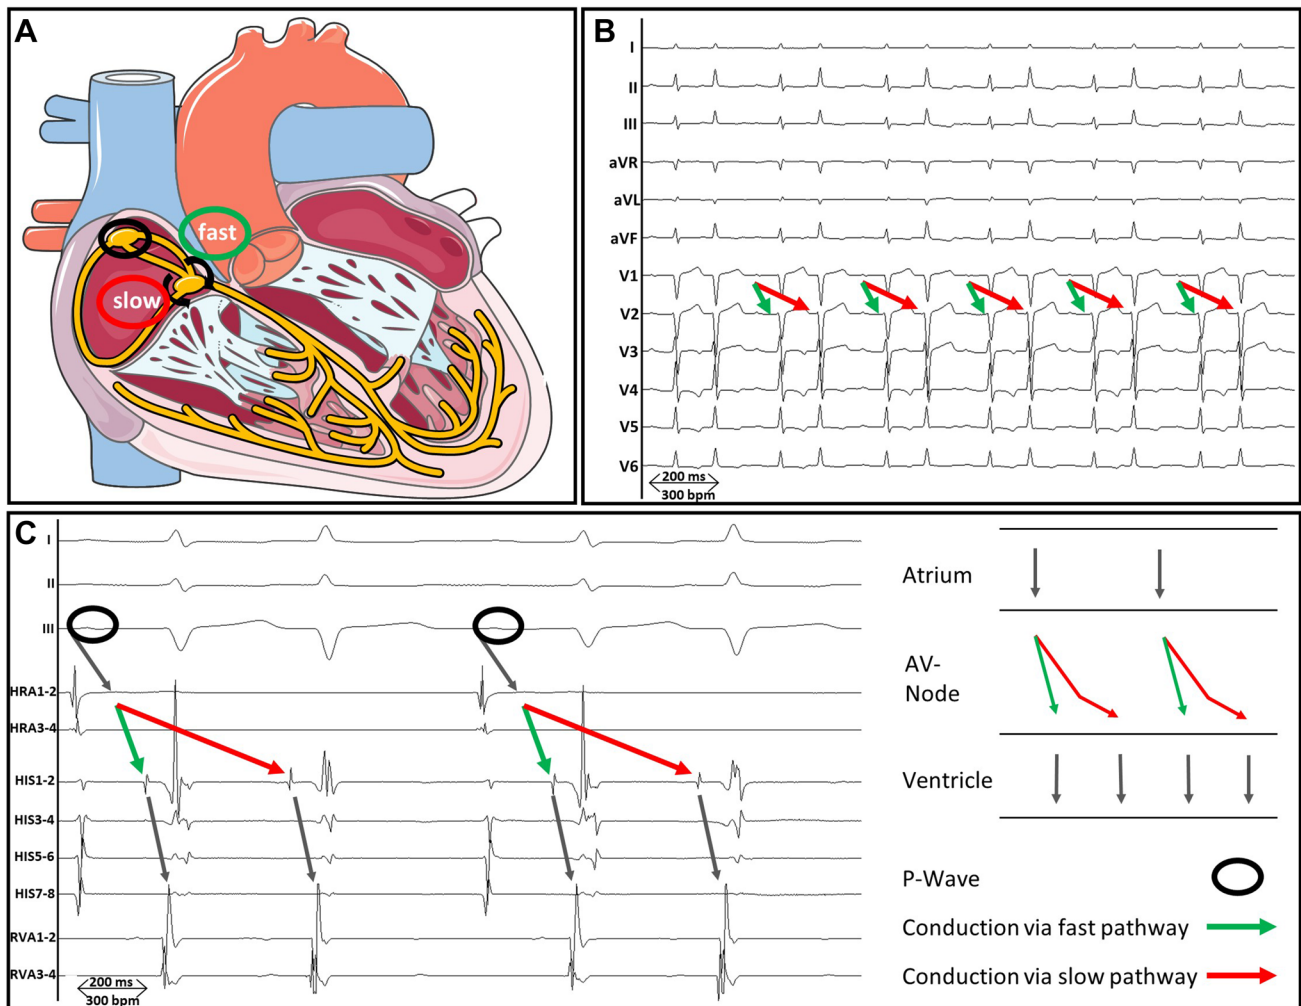 A
fast
slow
B
I
II
III
aVR
aVL
aVF
V1
V2
V3
V4
V5
V6
200 ms
300 bpm
C
I
II
III
HRA1-2
HRA3-4
HIS1-2
HIS3-4
HIS5-6
HIS7-8
RVA1-2
RVA3-4
200 ms
300 bpm
Atrium
AV-
Node
Ventricle
P-Wave
Conduction via fast pathway
Conduction via slow pathway